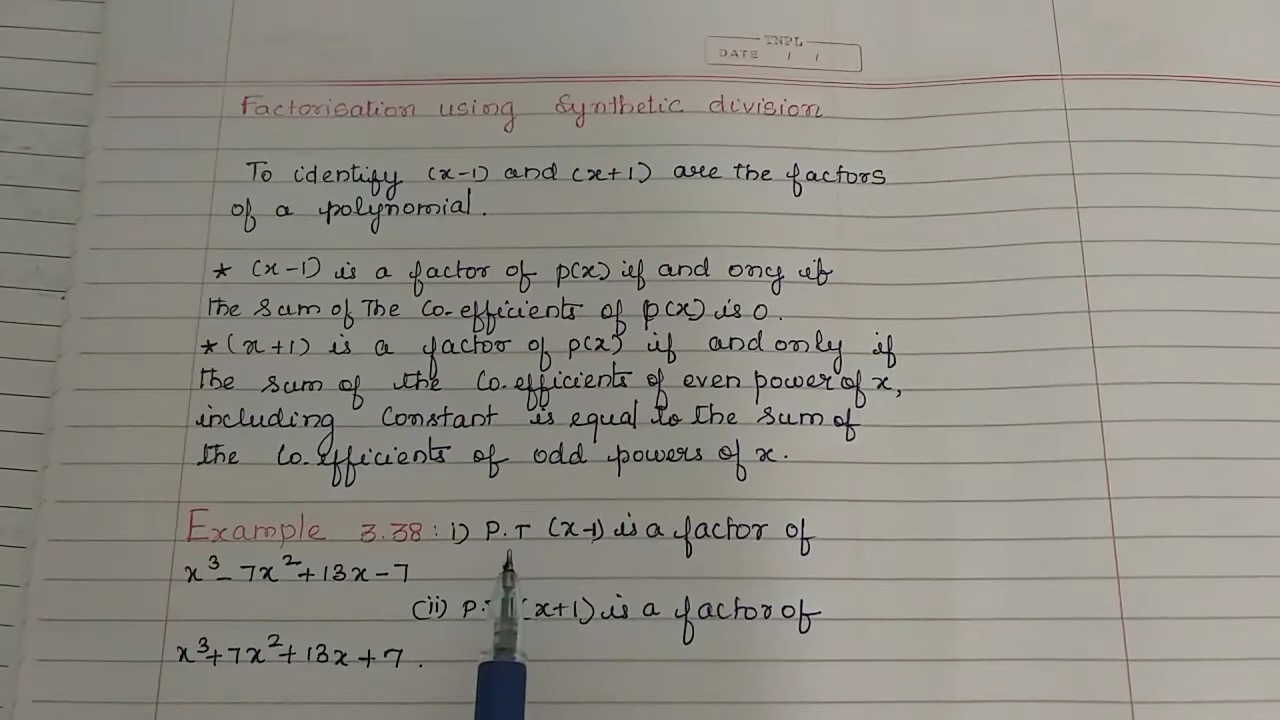 TNPL
DATE / /
Factorisation using Synthetic division
To identify (x-1) and (x+1) are the factors
of a polynomial.
* (x-1) is a factor of p(x) if and ony if
the sum of The Co-efficients of p(x) is 0.
* (x+1) is a factor of p(x) if and only if
the sum of the Co.efficients of even power of x,
including Constant is equal to the sum of
the Co.efficients of odd powers of x.
Example 3.38: i) P.T (x-1) is a factor of
x³-7x²+13x-7
(ii) P. (x+1) is a factor of
x³+7x²+13x+7.